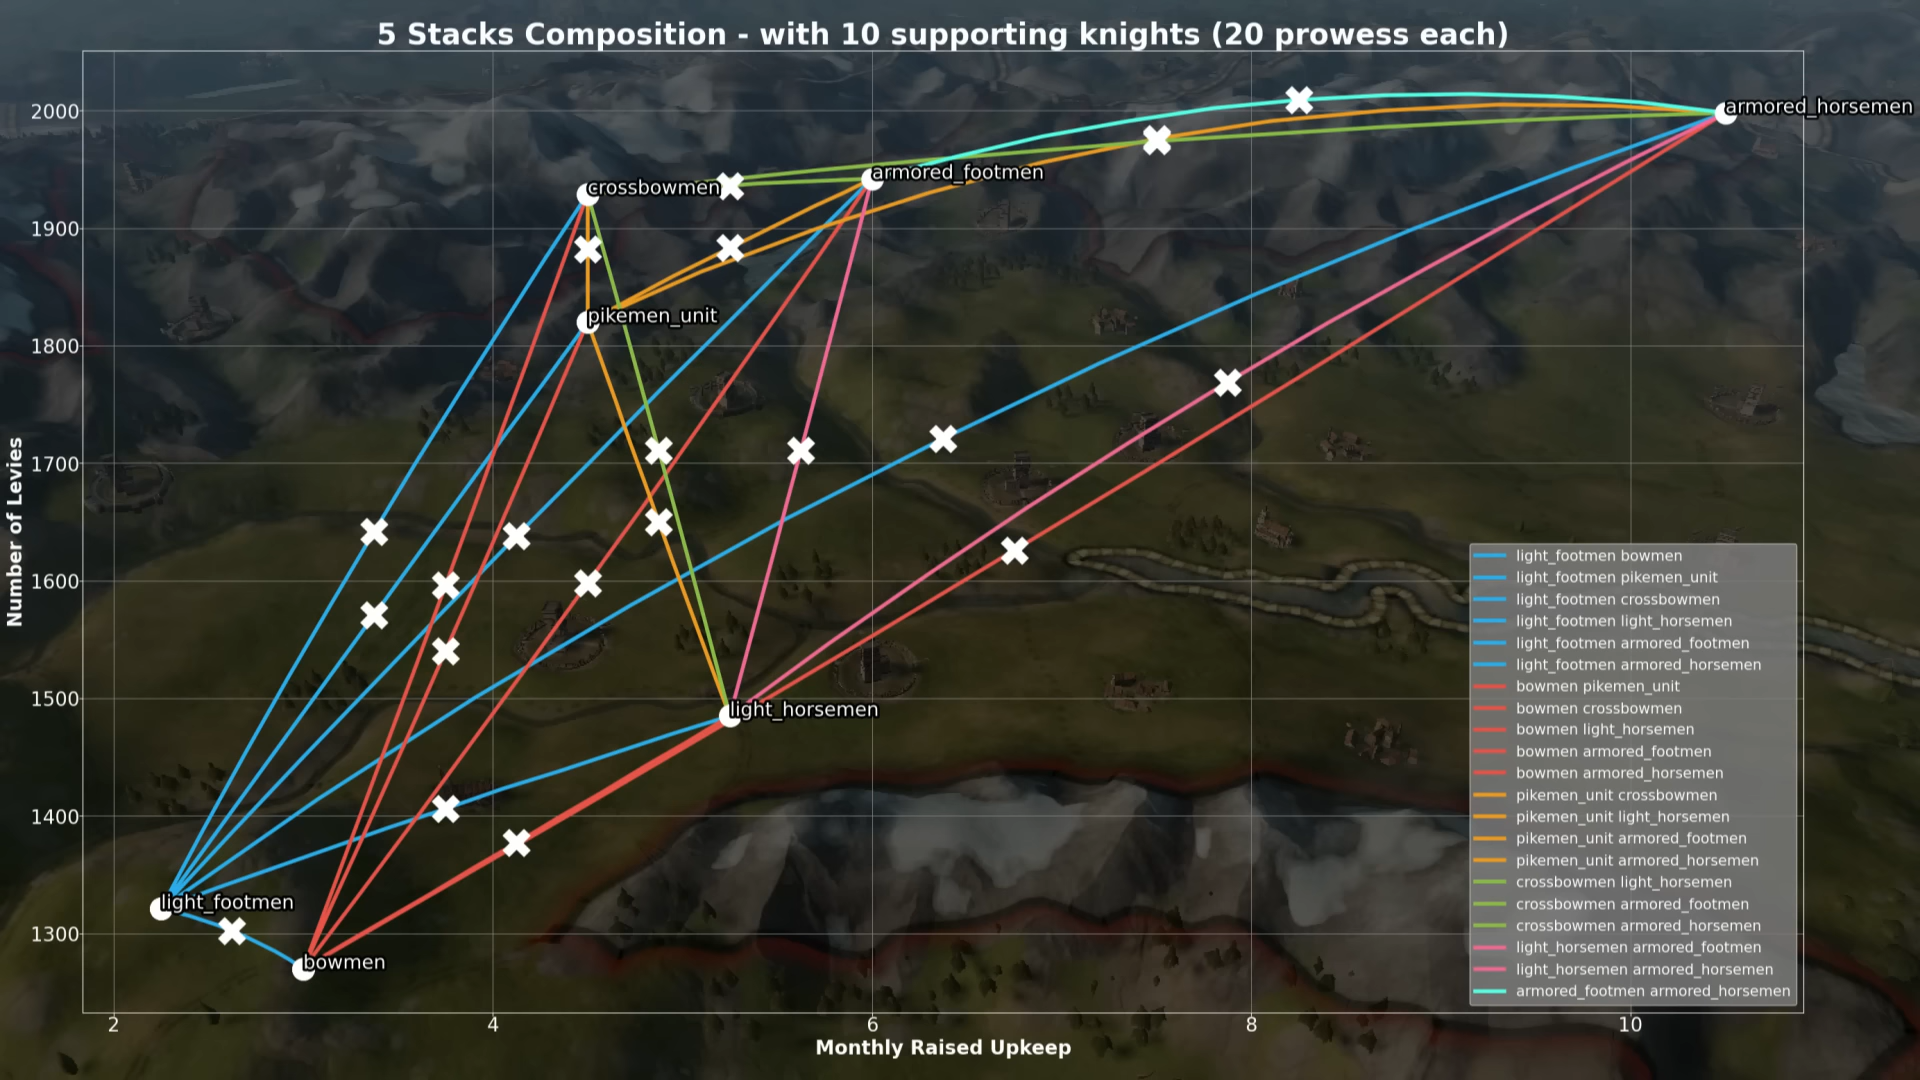 5 Stacks Composition - with 10 supporting knights (20 prowess each)
2000
1900
1800
1700
1600
1500
1400
1300
Number of Levies
armored_horsemen
armored_footmen
crossbowmen
pikemen_unit
light_horsemen
light_footmen
bowmen
light_footmen bowmen
light_footmen pikemen_unit
light_footmen crossbowmen
light_footmen light_horsemen
light_footmen armored_footmen
light_footmen armored_horsemen
bowmen pikemen_unit
bowmen crossbowmen
bowmen light_horsemen
bowmen armored_footmen
bowmen armored_horsemen
pikemen_unit crossbowmen
pikemen_unit light_horsemen
pikemen_unit armored_footmen
pikemen_unit armored_horsemen
crossbowmen light_horsemen
crossbowmen armored_footmen
crossbowmen armored_horsemen
light_horsemen armored_footmen
light_horsemen armored_horsemen
armored_footmen armored_horsemen
2 4 6 8 10
Monthly Raised Upkeep